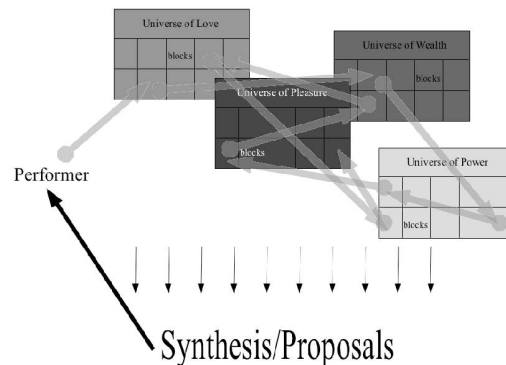 Universe of Love
blocks
Universe of Wealth
blocks
Universe of Pleasure
blocks
Universe of Power
blocks
Performer
Synthesis/Proposals